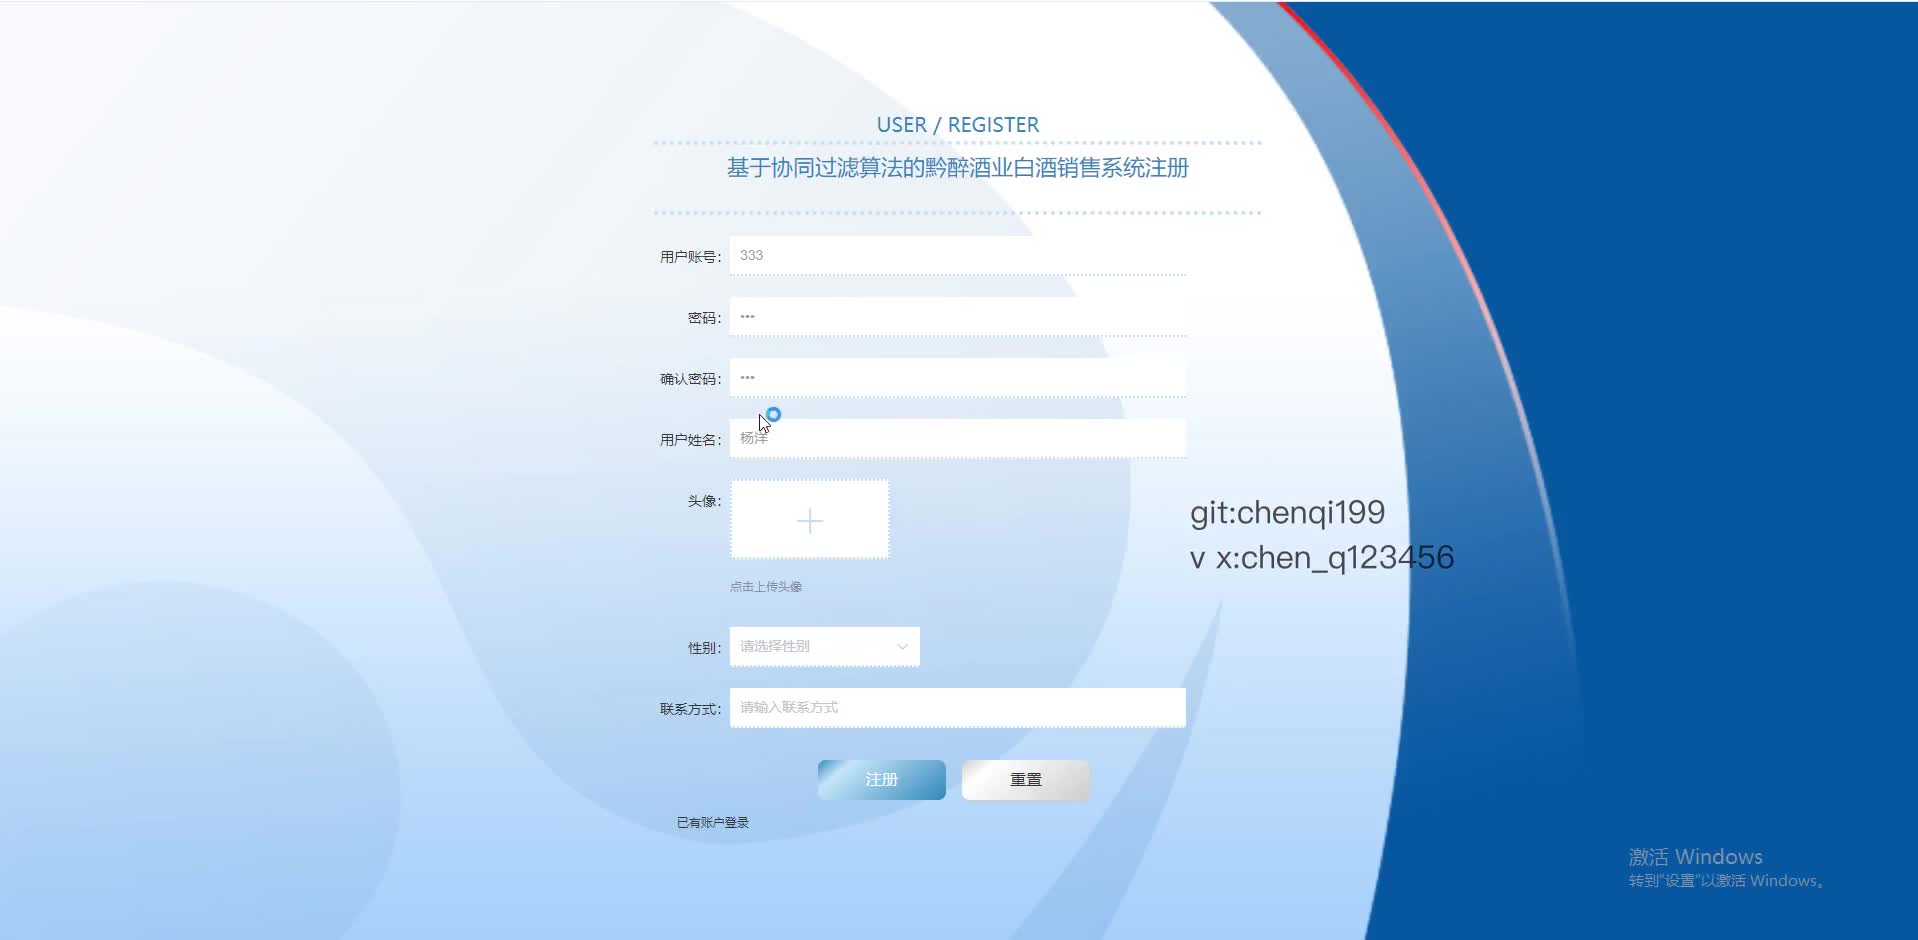 USER / REGISTER
基于协同过滤算法的黔醉酒业白酒销售系统注册
用户账号： 333
密码： •••
确认密码： •••
用户姓名： 杨洋
头像：
点击上传头像
git:chenqi199
v x:chen_q123456
性别： 请选择性别
联系方式： 请输入联系方式
注册 重置
已有账户登录
激活 Windows
转到"设置"以激活 Windows。